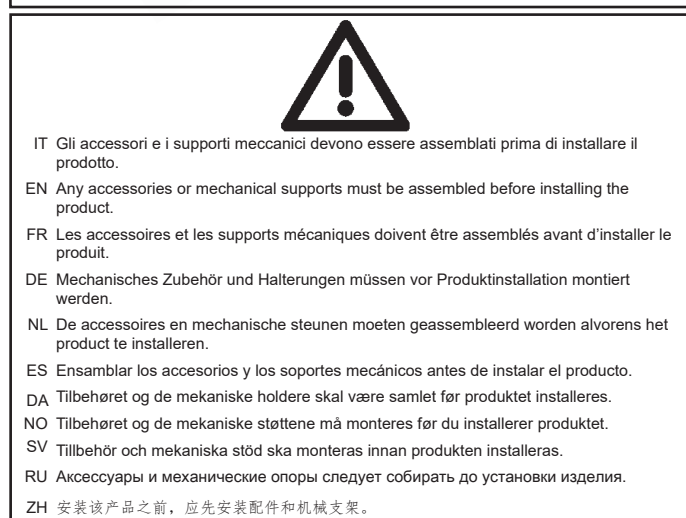 IT Gli accessori e i supporti meccanici devono essere assemblati prima di installare il
prodotto.
EN Any accessories or mechanical supports must be assembled before installing the
product.
FR Les accessoires et les supports mécaniques doivent être assemblés avant d'installer le
produit.
DE Mechanisches Zubehör und Halterungen müssen vor Produktinstallation montiert
werden.
NL De accessoires en mechanische steunen moeten geassembleerd worden alvorens het
product te installeren.
ES Ensamblar los accesorios y los soportes mecánicos antes de instalar el producto.
DA Tilbehøret og de mekaniske holdere skal være samlet før produktet installeres.
NO Tilbehøret og de mekaniske støttene må monteres før du installerer produktet.
SV Tillbehör och mekaniska stöd ska monteras innan produkten installeras.
RU Аксессуары и механические опоры следует собирать до установки изделия.
ZH 安装该产品之前，应先安装配件和机械支架。